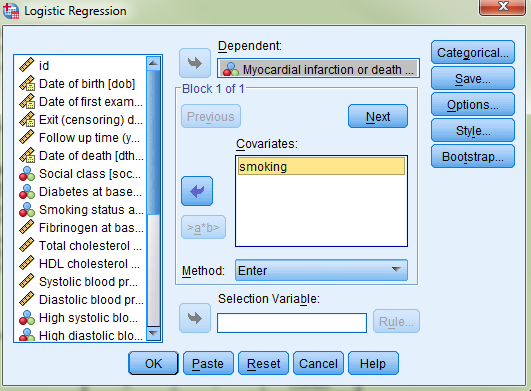 Logistic Regression
id
Date of birth [dob]
Date of first exam...
Exit (censoring) d...
Follow up time (y...
Date of death [dth...
Social class [soc...
Diabetes at base...
Smoking status a...
Fibrinogen at bas...
Total cholesterol ...
HDL cholesterol ...
Systolic blood pr...
Diastolic blood pr...
High systolic blo...
High diastolic blo...
Dependent:
Myocardial infarction or death ...
Block 1 of 1
Previous
Next
Covariates:
smoking
>a*b>
Method:
Enter
Selection Variable:
Rule...
Categorical...
Save...
Options...
Style...
Bootstrap...
OK
Paste
Reset
Cancel
Help